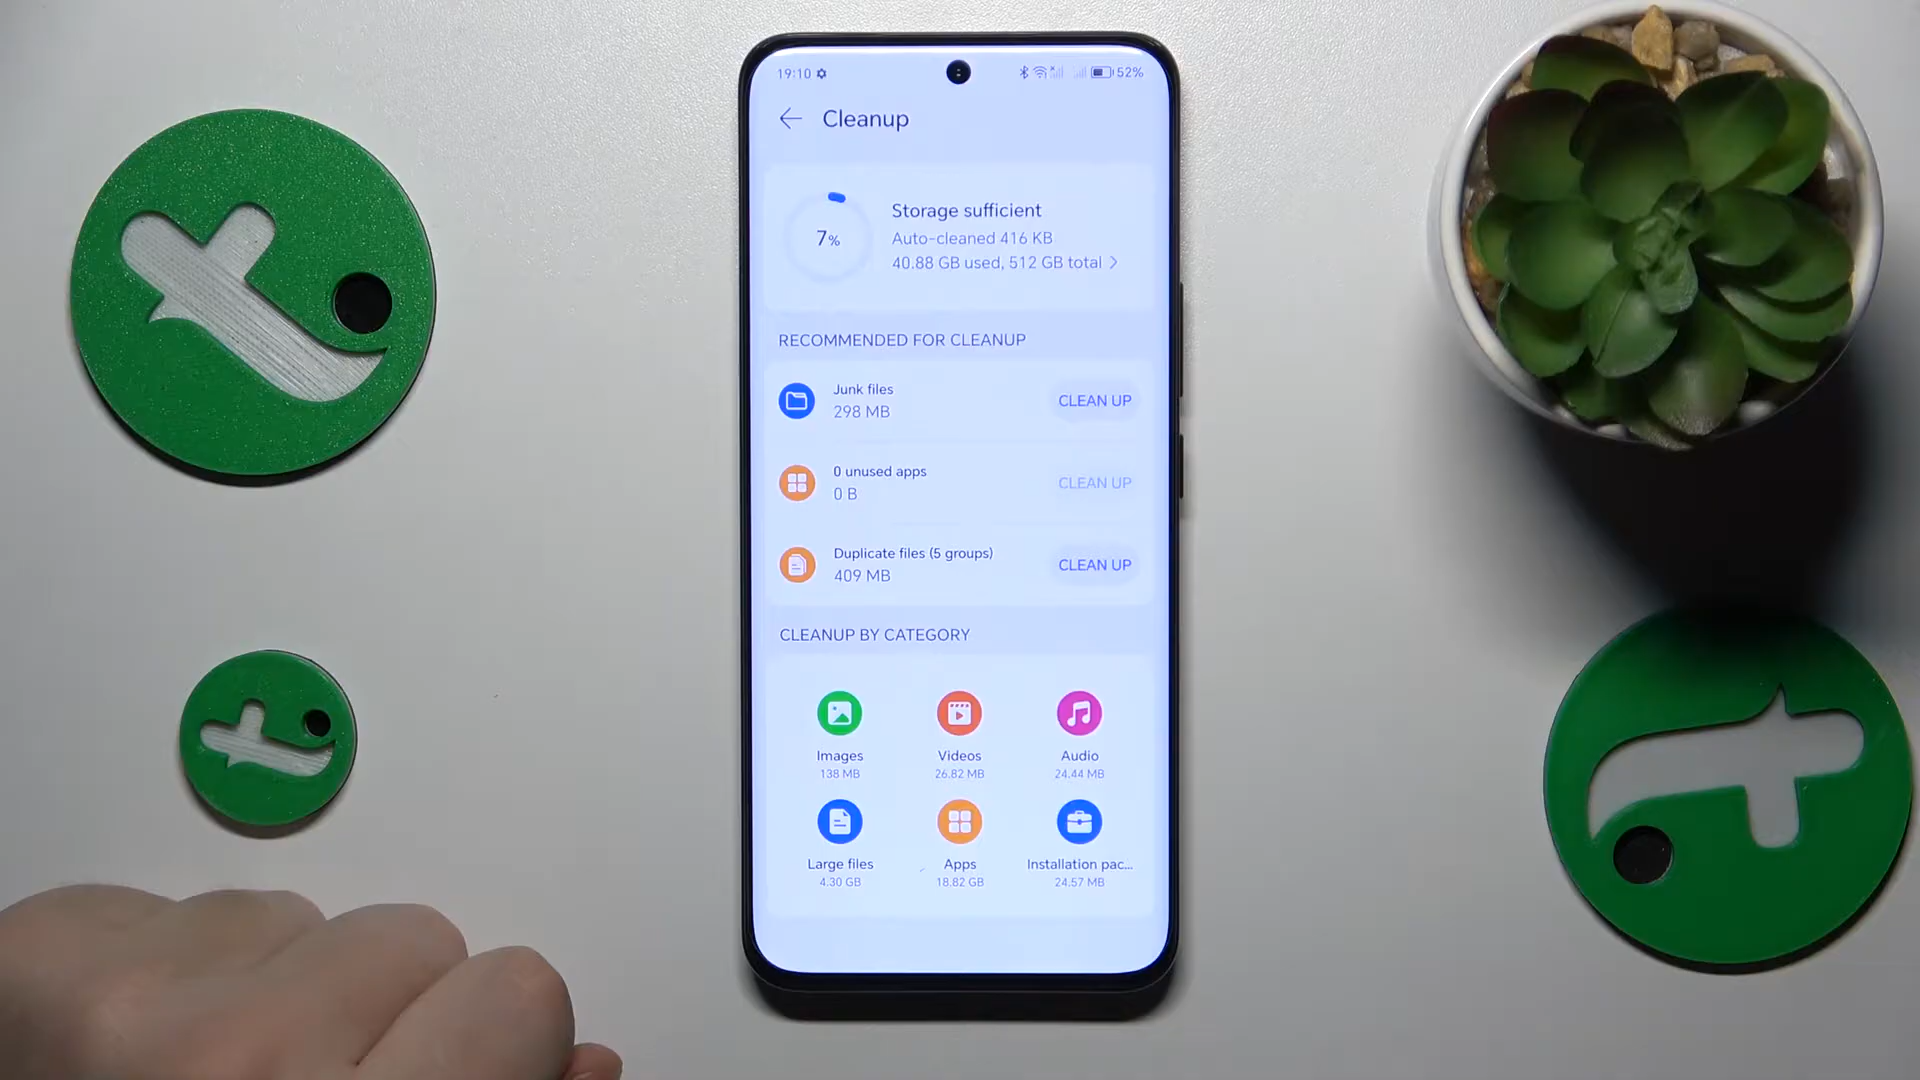 19:10
52%
Cleanup
7%
Storage sufficient
Auto-cleaned 416 KB
40.88 GB used, 512 GB total
RECOMMENDED FOR CLEANUP
Junk files
298 MB
CLEAN UP
0 unused apps
0 B
CLEAN UP
Duplicate files (5 groups)
409 MB
CLEAN UP
CLEANUP BY CATEGORY
Images
138 MB
Videos
26.82 MB
Audio
24.44 MB
Large files
4.30 GB
Apps
18.82 GB
Installation pac...
24.57 MB